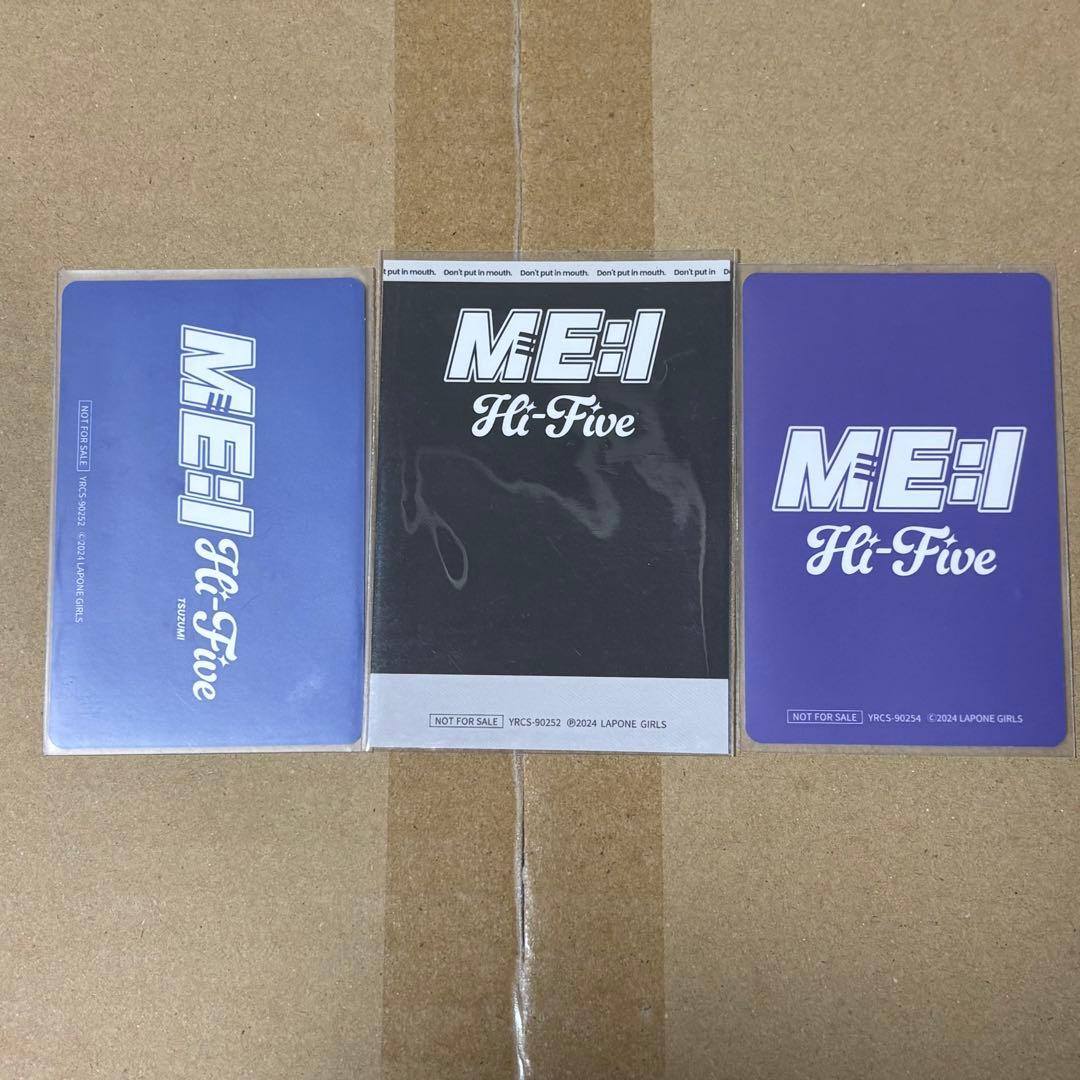 ME:I
Hi-Five
TSUZUMI
NOT FOR SALE YRCS-90252 ©2024 LAPONE GIRLS
t put in mouth. Don't put in mouth. Don't put in mouth. Don't put in mouth. Don't put in D
ME:I
Hi-Five
NOT FOR SALE YRCS-90252 ℗2024 LAPONE GIRLS
ME:I
Hi-Five
NOT FOR SALE YRCS-90254 ©2024 LAPONE GIRLS